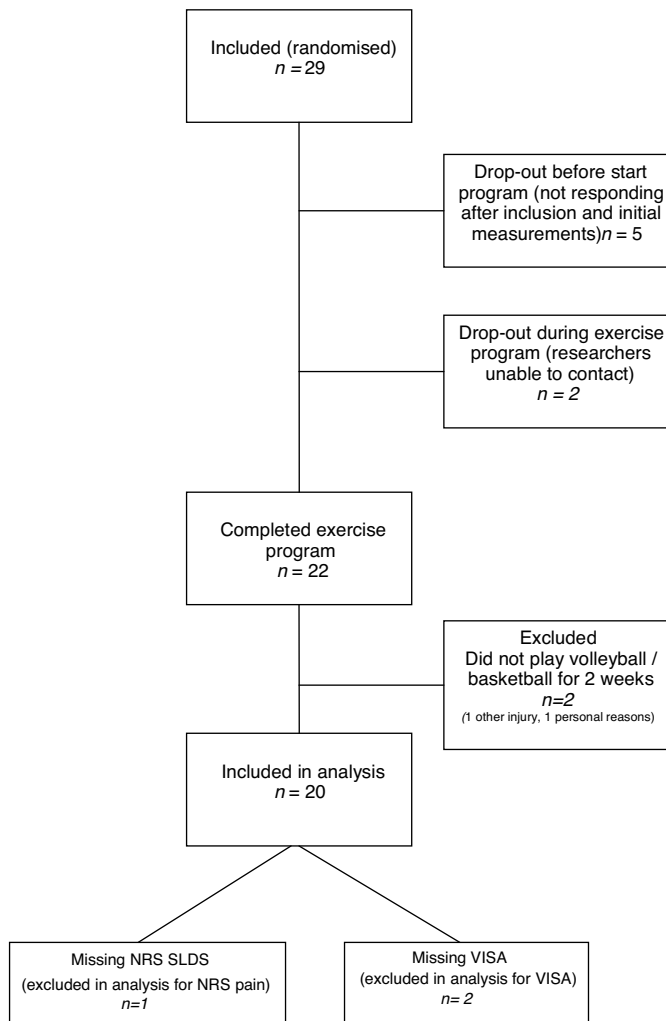 Included (randomised)
n = 29
Drop-out before start
program (not responding
after inclusion and initial
measurements)n = 5
Drop-out during exercise
program (researchers
unable to contact)
n = 2
Completed exercise
program
n = 22
Excluded
Did not play volleyball /
basketball for 2 weeks
n=2
(1 other injury, 1 personal reasons)
Included in analysis
n = 20
Missing NRS SLDS
(excluded in analysis for NRS pain)
n=1
Missing VISA
(excluded in analysis for VISA)
n= 2